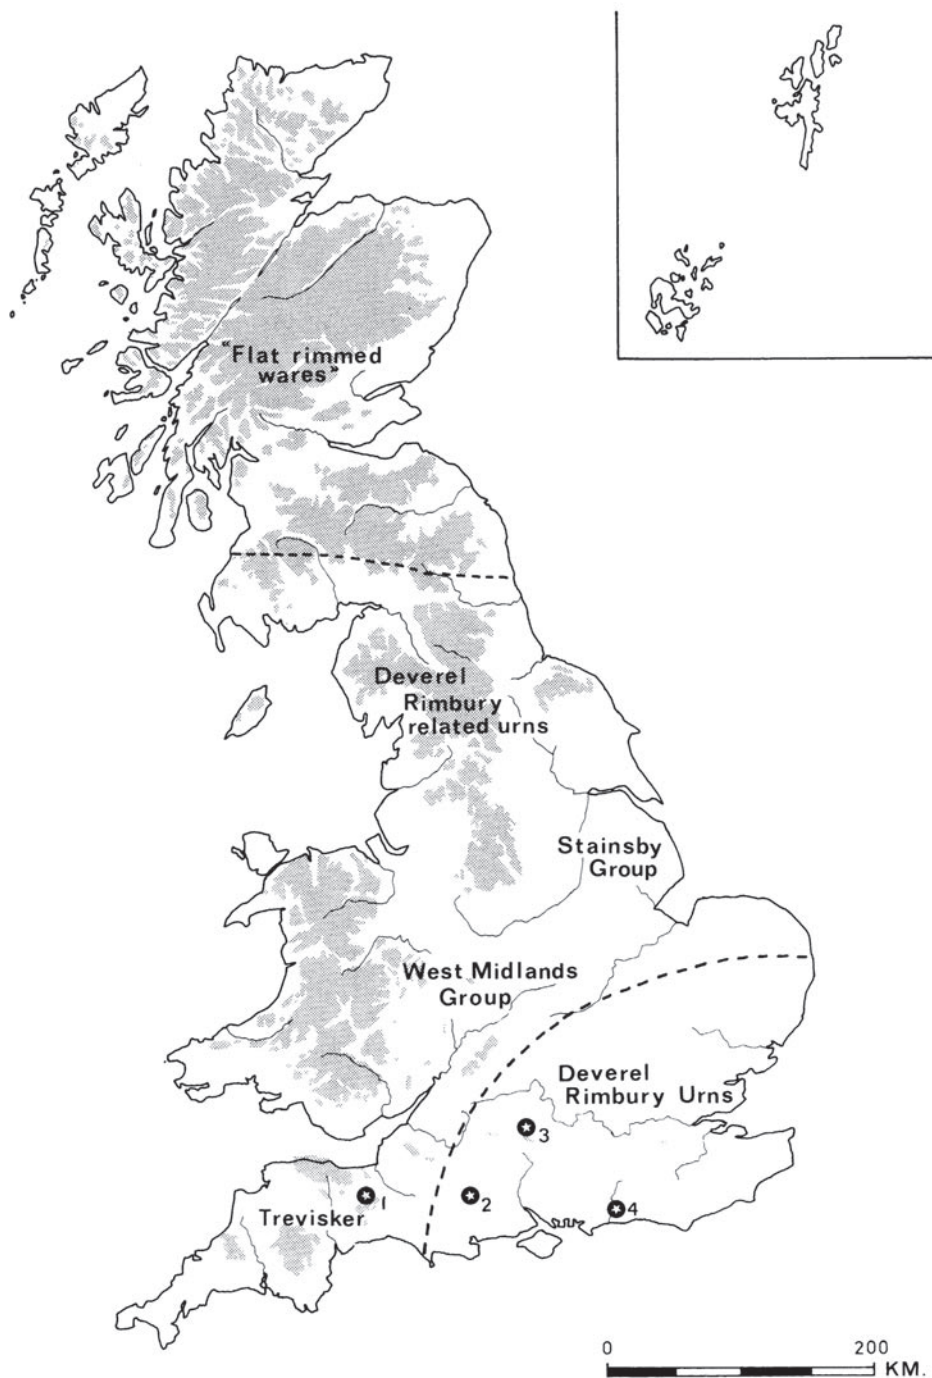 “Flat rimmed
wares”
Deverel
Rimbury
related urns
Stainsby
Group
West Midlands
Group
Deverel
Rimbury Urns
3
1
2
4
Trevisker
0 200
KM.